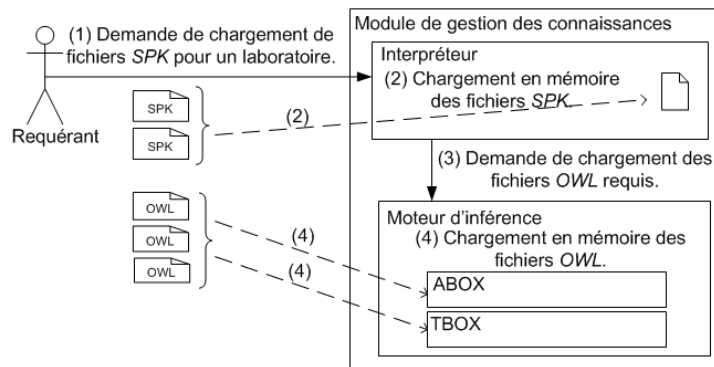 (1) Demande de chargement de
fichiers SPK pour un laboratoire.
Requérant
SPK
SPK
(2)
OWL
OWL
OWL
(4)
(4)
Module de gestion des connaissances
Interpréteur
(2) Chargement en mémoire
des fichiers SPK.
(3) Demande de chargement des
fichiers OWL requis.
Moteur d'inférence
(4) Chargement en mémoire des
fichiers OWL.
ABOX
TBOX